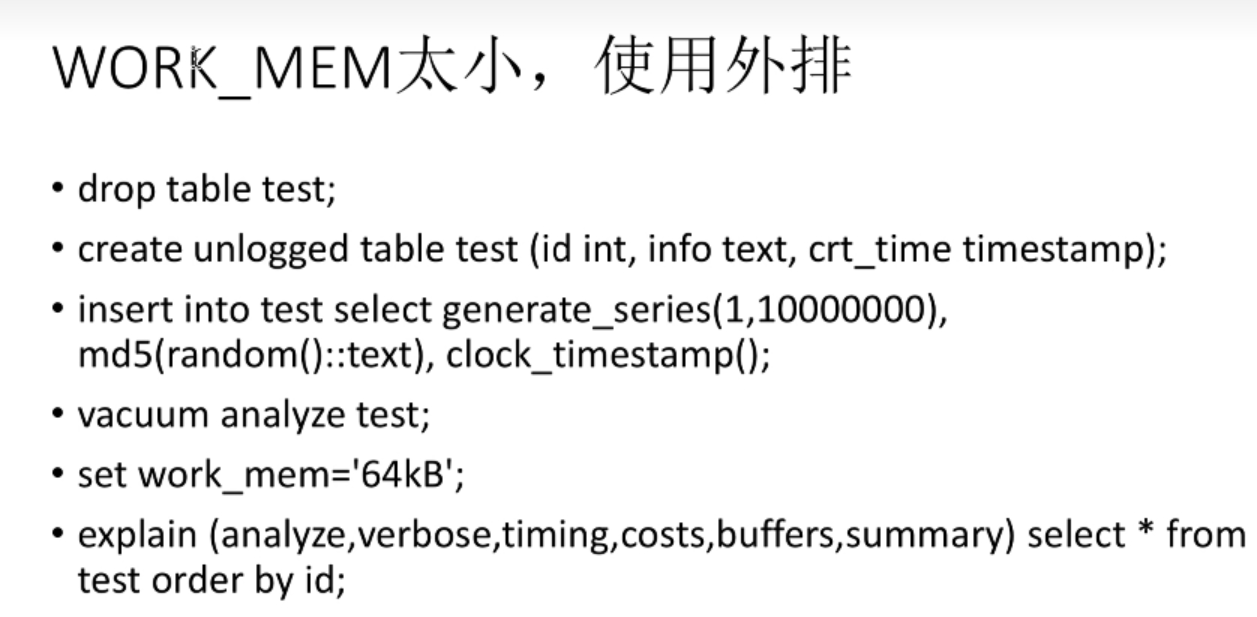 WORK_MEM太小，使用外排
• drop table test;
• create unlogged table test (id int, info text, crt_time timestamp);
• insert into test select generate_series(1,10000000),
md5(random()::text), clock_timestamp();
• vacuum analyze test;
• set work_mem='64kB';
• explain (analyze,verbose,timing,costs,buffers,summary) select * from
test order by id;